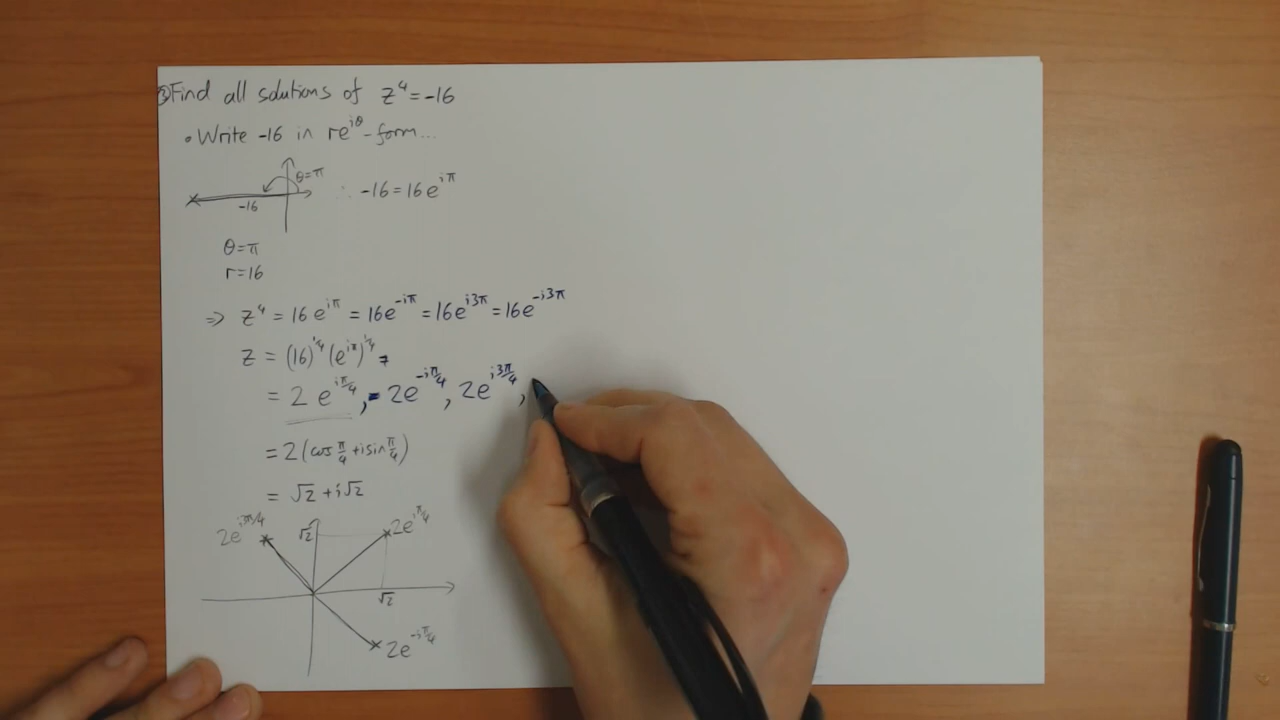 ③Find all solutions of z⁴=-16
• Write -16 in re^{iθ}-form...
θ=π
-16
∴ -16=16e^{iπ}
θ=π
r=16
⇒ z⁴ = 16e^{iπ} = 16e^{-iπ} = 16e^{i3π} = 16e^{-i3π}
z = (16)^{1/4} (e^{iπ})^{1/4} =
= 2e^{iπ/4}, 2e^{-iπ/4}, 2e^{i3π/4},
= 2(cos π/4 + i sin π/4)
= √2 + i√2
2e^{i3π/4} √2 2e^{iπ/4}
√2
2e^{-iπ/4}